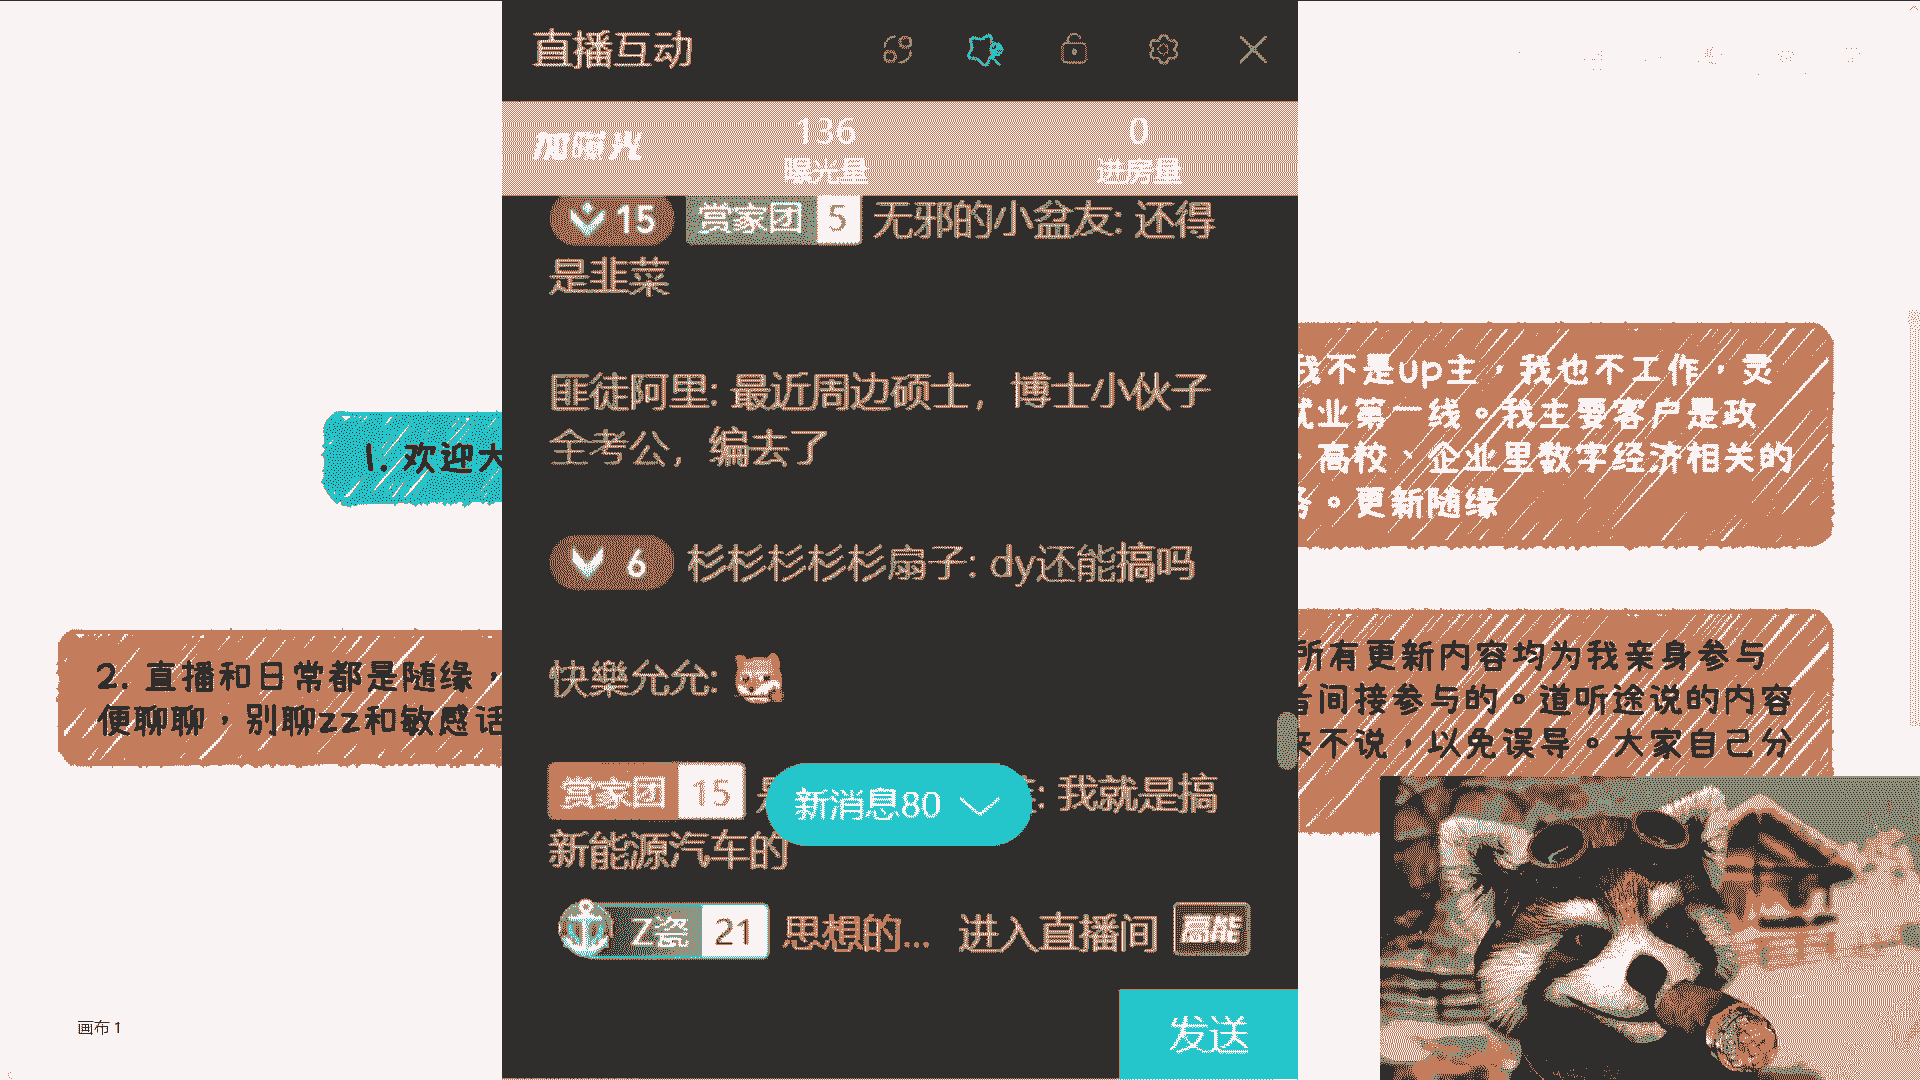 直播互动
加曝光
136
曝光量
0
进房量
15 赏家团 5 无邪的小盆友: 还得
是韭菜
匪徒阿里: 最近周边硕士，博士小伙子
全考公，编去了
6 杉杉杉杉杉扇子: dy还能搞吗
快樂允允:
赏家团 15 : 我就是搞
新能源汽车的
新消息80
Z瓷 21 思想的... 进入直播间 高能
发送
1. 欢迎大
2. 直播和日常都是随缘，
便聊聊，别聊zz和敏感话
我不是up主，我也不工作，灵
就业第一线。我主要客户是政
、高校、企业里数字经济相关的
。更新随缘
所有更新内容均为我亲身参与
者间接参与的。道听途说的内容
来不说，以免误导。大家自己分
画布 1